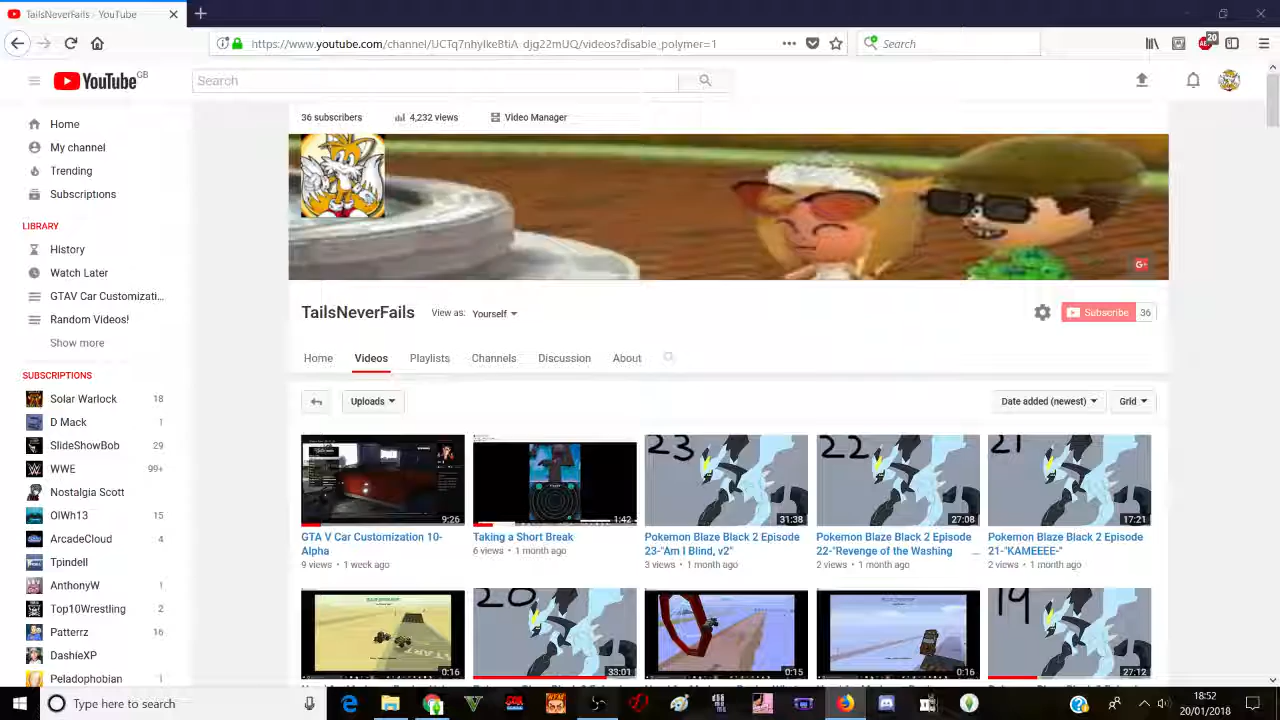 TailsNeverFails - YouTube
https://www.youtube.com/channel/UCTq7nhyIkeBtiA_djg22mUQ/videos?disable_polymer=1
Search
20
YouTube GB
Search
Home
My channel
Trending
Subscriptions
LIBRARY
History
Watch Later
GTAV Car Customizati...
Random Videos!
Show more
SUBSCRIPTIONS
Solar Warlock 18
D Mack 1
SlideShowBob 29
WWE 99+
Nostalgia Scott
OlWh13 15
ArcadeCloud 4
Tpindell
AnthonyW 1
Top10Wrestling 2
Patterrz 16
DashieXP
Peladophobian 1
36 subscribers 4,232 views Video Manager
G+
TailsNeverFails View as: Yourself
Subscribe 36
Home Videos Playlists Channels Discussion About
Uploads Date added (newest) Grid
23 22 21
9:26 1:42 31:38 27:08 17:21
GTA V Car Customization 10-
Alpha
9 views • 1 week ago
Taking a Short Break
6 views • 1 month ago
Pokemon Blaze Black 2 Episode
23-"Am I Blind, v2"
3 views • 1 month ago
Pokemon Blaze Black 2 Episode
22-"Revenge of the Washing
2 views • 1 month ago
Pokemon Blaze Black 2 Episode
21-"KAMEEEE-"
2 views • 1 month ago
20 19
0:16 33:01 0:15 0:16 27:12
Type here to search
18:52
20/01/2018